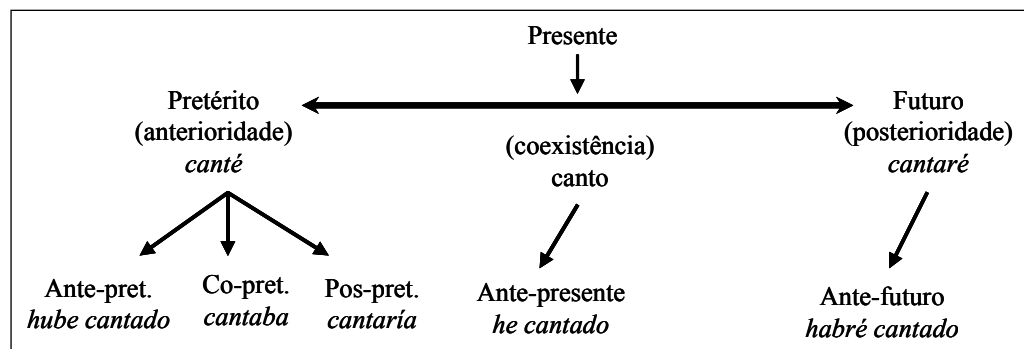 Presente
Pretérito
(anterioridade)
canté
(coexistência)
canto
Futuro
(posterioridade)
cantaré
Ante-pret.
hube cantado
Co-pret.
cantaba
Pos-pret.
cantaría
Ante-presente
he cantado
Ante-futuro
habré cantado